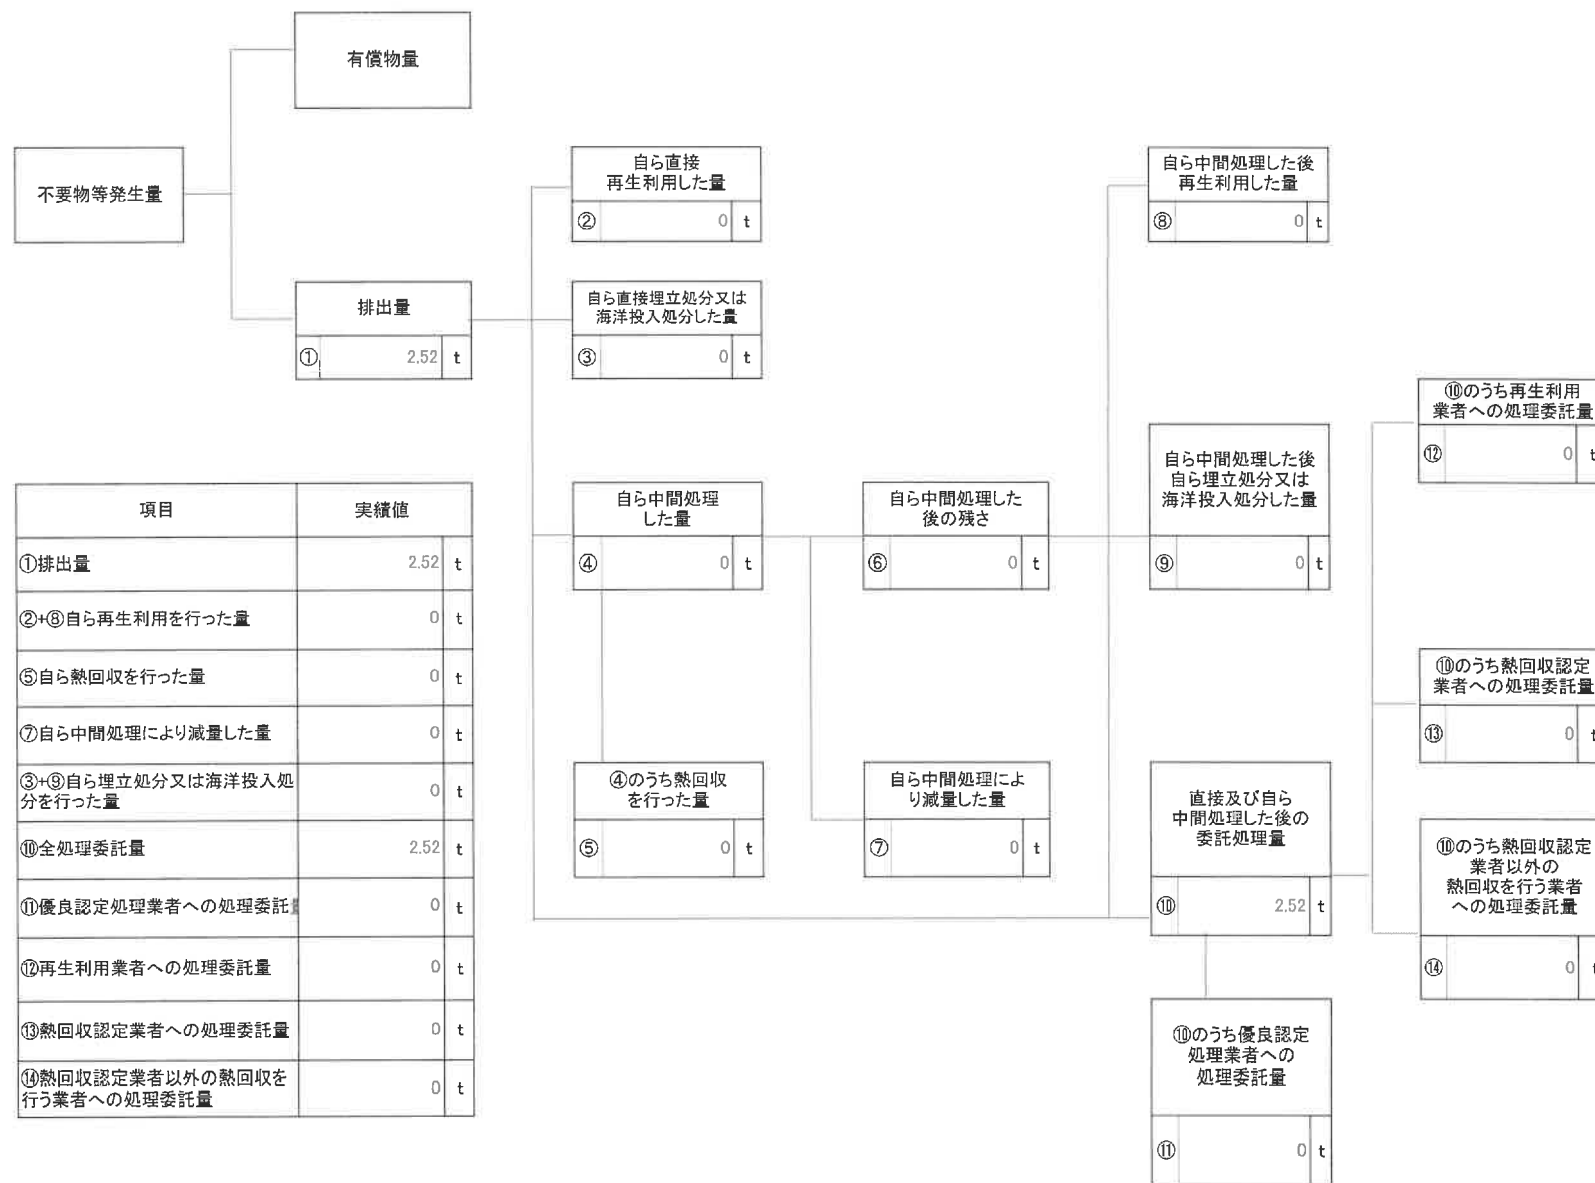 有償物量
不要物等発生量
排出量
① 2.52 t
自ら直接
再生利用した量
② 0 t
自ら直接埋立処分又は
海洋投入処分した量
③ 0 t
自ら中間処理
した量
④ 0 t
④のうち熱回収
を行った量
⑤ 0 t
自ら中間処理した
後の残さ
⑥ 0 t
自ら中間処理によ
り減量した量
⑦ 0 t
自ら中間処理した後
再生利用した量
⑧ 0 t
自ら中間処理した後
自ら埋立処分又は
海洋投入処分した量
⑨ 0 t
直接及び自ら
中間処理した後の
委託処理量
⑩ 2.52 t
⑩のうち優良認定
処理業者への
処理委託量
⑪ 0 t
⑩のうち再生利用
業者への処理委託量
⑫ 0 t
⑩のうち熱回収認定
業者への処理委託量
⑬ 0 t
⑩のうち熱回収認定
業者以外の
熱回収を行う業者
への処理委託量
⑭ 0 t
項目 実績値
①排出量 2.52 t
②+⑧自ら再生利用を行った量 0 t
⑤自ら熱回収を行った量 0 t
⑦自ら中間処理により減量した量 0 t
③+⑨自ら埋立処分又は海洋投入処
分を行った量 0 t
⑩全処理委託量 2.52 t
⑪優良認定処理業者への処理委託量 0 t
⑫再生利用業者への処理委託量 0 t
⑬熱回収認定業者への処理委託量 0 t
⑭熱回収認定業者以外の熱回収を
行う業者への処理委託量 0 t